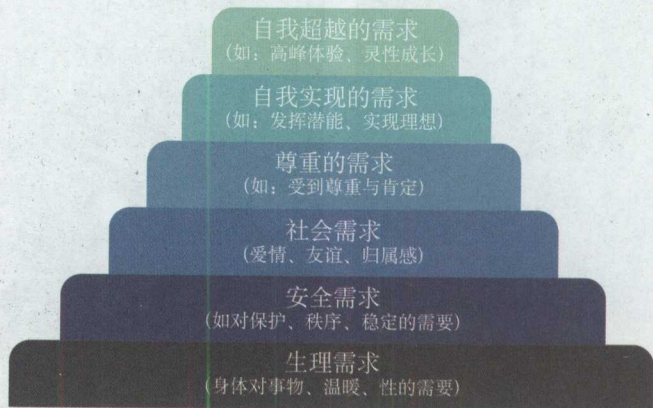 自我超越的需求
(如：高峰体验、灵性成长)
自我实现的需求
(如：发挥潜能、实现理想)
尊重的需求
(如：受到尊重与肯定)
社会需求
(爱情、友谊、归属感)
安全需求
(如对保护、秩序、稳定的需要)
生理需求
(身体对事物、温暖、性的需要)